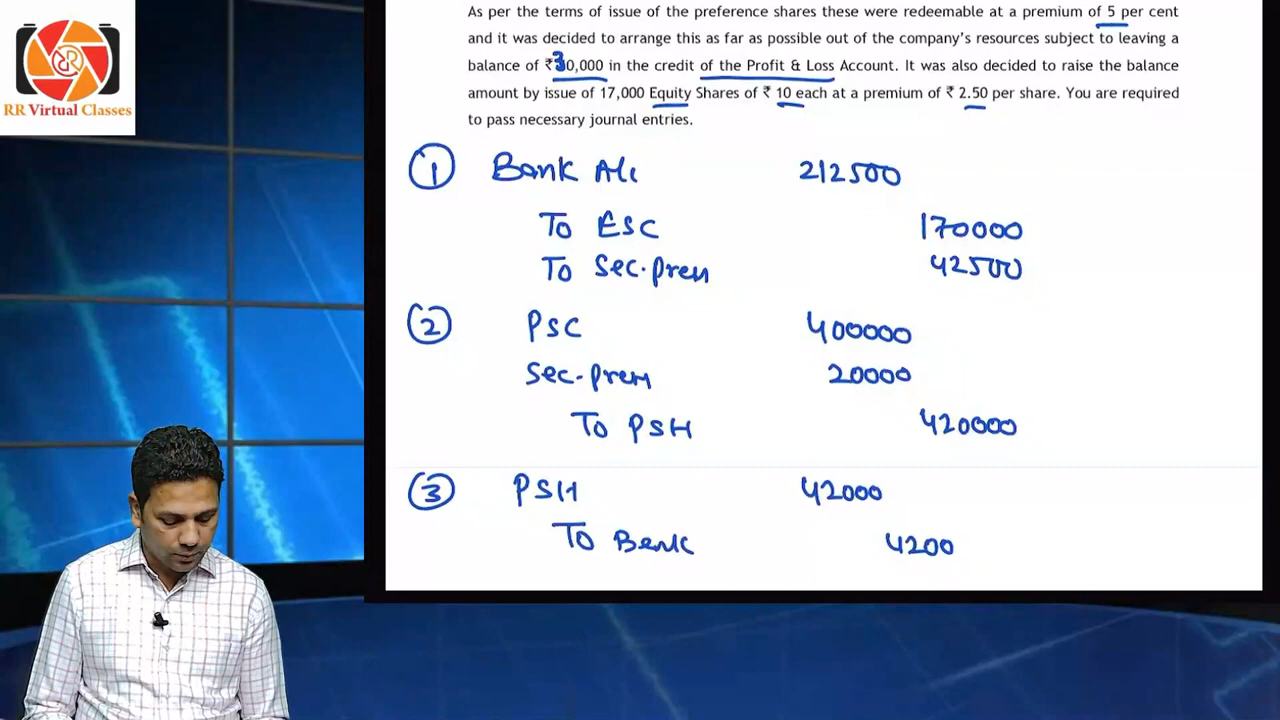 RR
RR Virtual Classes
As per the terms of issue of the preference shares these were redeemable at a premium of 5 per cent
and it was decided to arrange this as far as possible out of the company's resources subject to leaving a
balance of ₹30,000 in the credit of the Profit & Loss Account. It was also decided to raise the balance
amount by issue of 17,000 Equity Shares of ₹ 10 each at a premium of ₹ 2.50 per share. You are required
to pass necessary journal entries.
1 Bank A/c 212500
To ESC 170000
To Sec.Prem 42500
2 PSC 400000
Sec.Prem 20000
To PSH 420000
3 PSH 42000
To Bank 4200